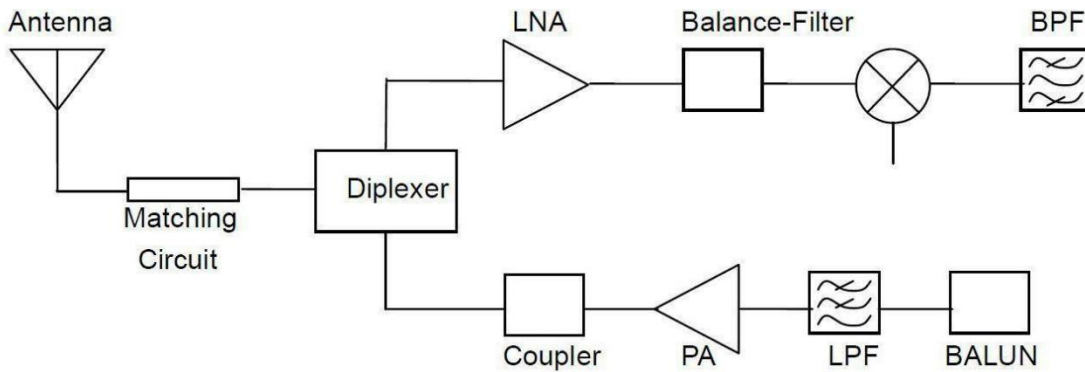 Antenna
LNA
Balance-Filter
BPF
Diplexer
Matching
Circuit
Coupler
PA
LPF
BALUN